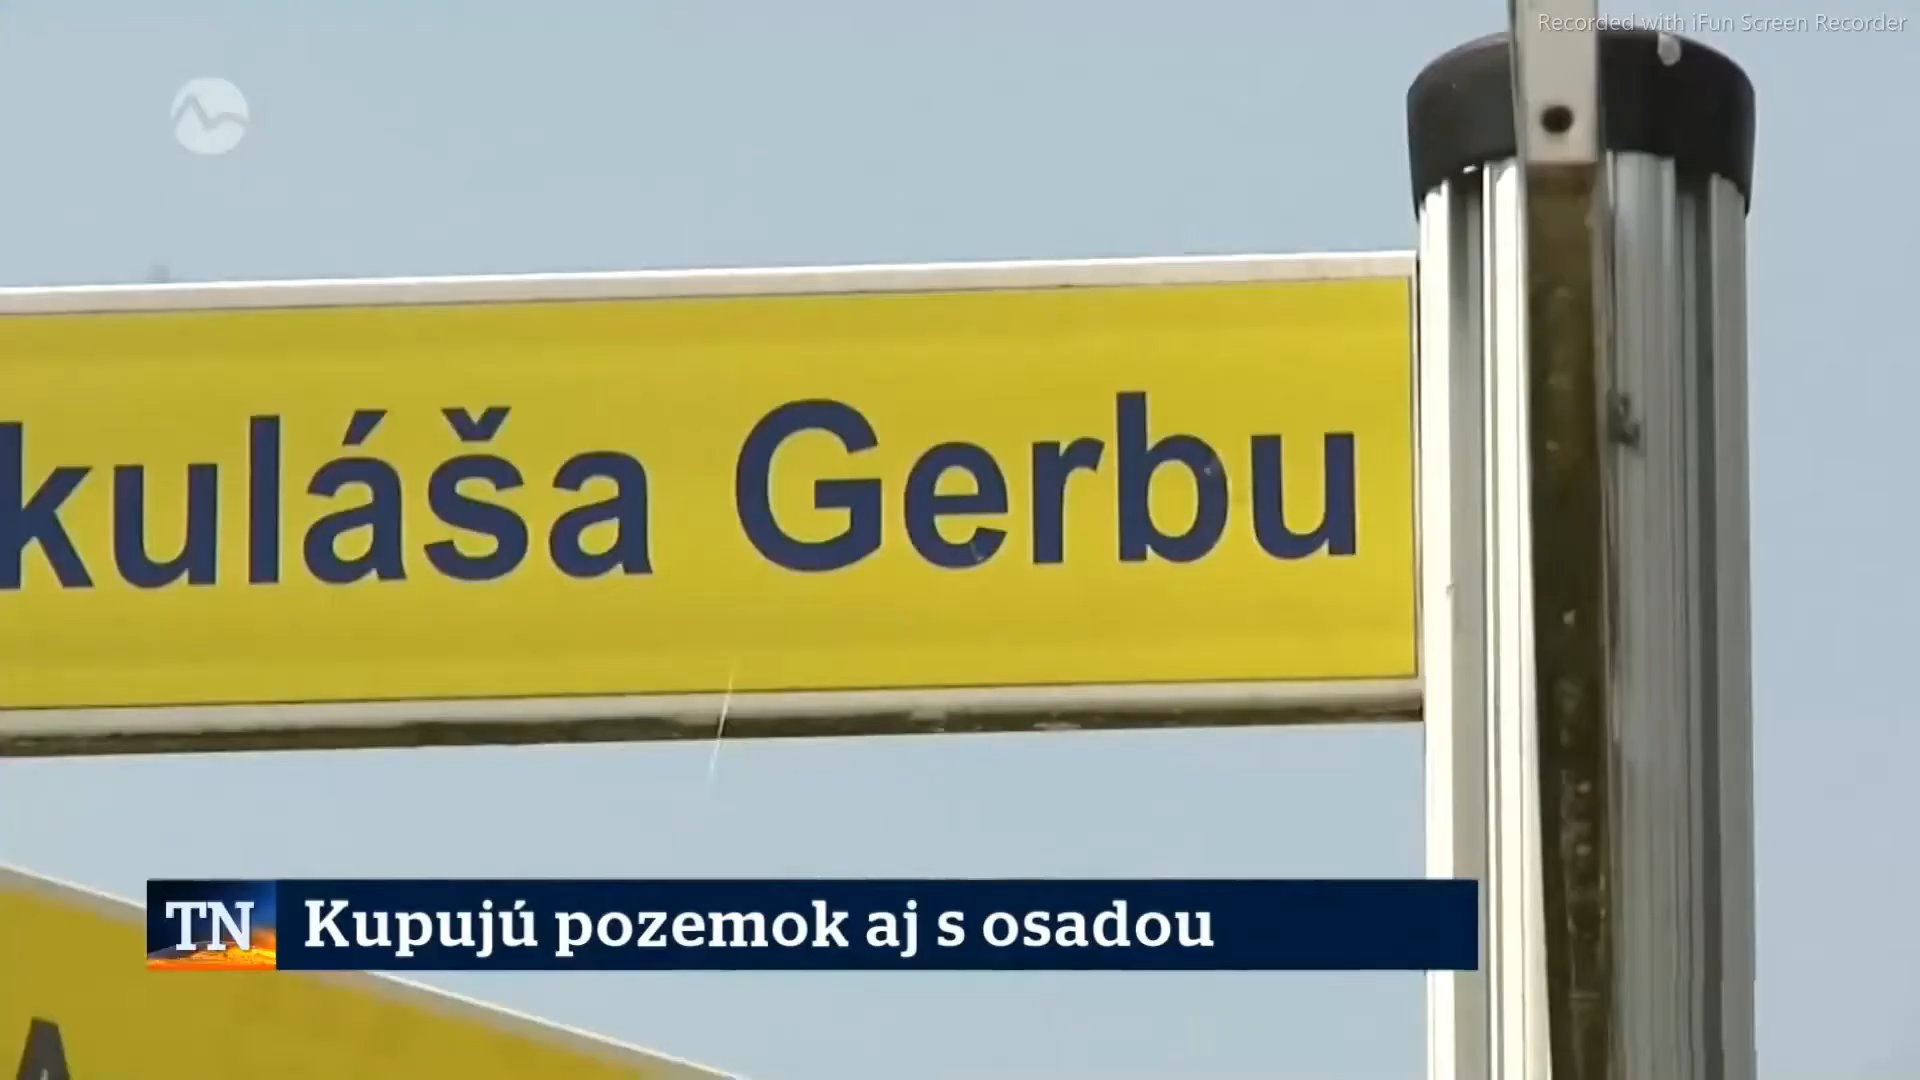 Recorded with iFun Screen Recorder
kuláša Gerbu
TN Kupujú pozemok aj s osadou
A